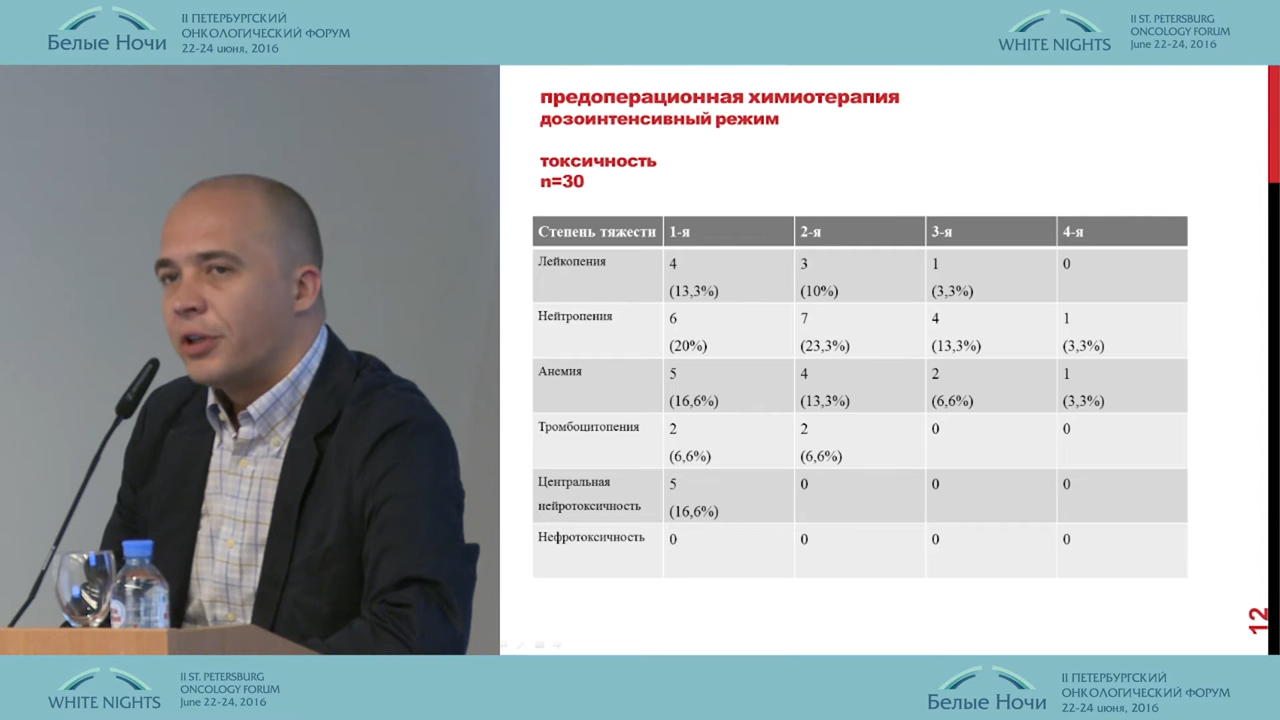 II ПЕТЕРБУРГСКИЙ
ОНКОЛОГИЧЕСКИЙ ФОРУМ
Белые Ночи
22-24 июня, 2016
II ST. PETERSBURG
ONCOLOGY FORUM
WHITE NIGHTS
June 22-24, 2016
предоперационная химиотерапия
дозоинтенсивный режим
токсичность
n=30
Степень тяжести 1-я 2-я 3-я 4-я
Лейкопения 4 3 1 0
(13,3%) (10%) (3,3%)
Нейтропения 6 7 4 1
(20%) (23,3%) (13,3%) (3,3%)
Анемия 5 4 2 1
(16,6%) (13,3%) (6,6%) (3,3%)
Тромбоцитопения 2 2 0 0
(6,6%) (6,6%)
Центральная 5 0 0 0
нейротоксичность (16,6%)
Нефротоксичность 0 0 0 0
12
II ST. PETERSBURG
ONCOLOGY FORUM
WHITE NIGHTS
June 22-24, 2016
II ПЕТЕРБУРГСКИЙ
ОНКОЛОГИЧЕСКИЙ ФОРУМ
Белые Ночи
22-24 июня, 2016